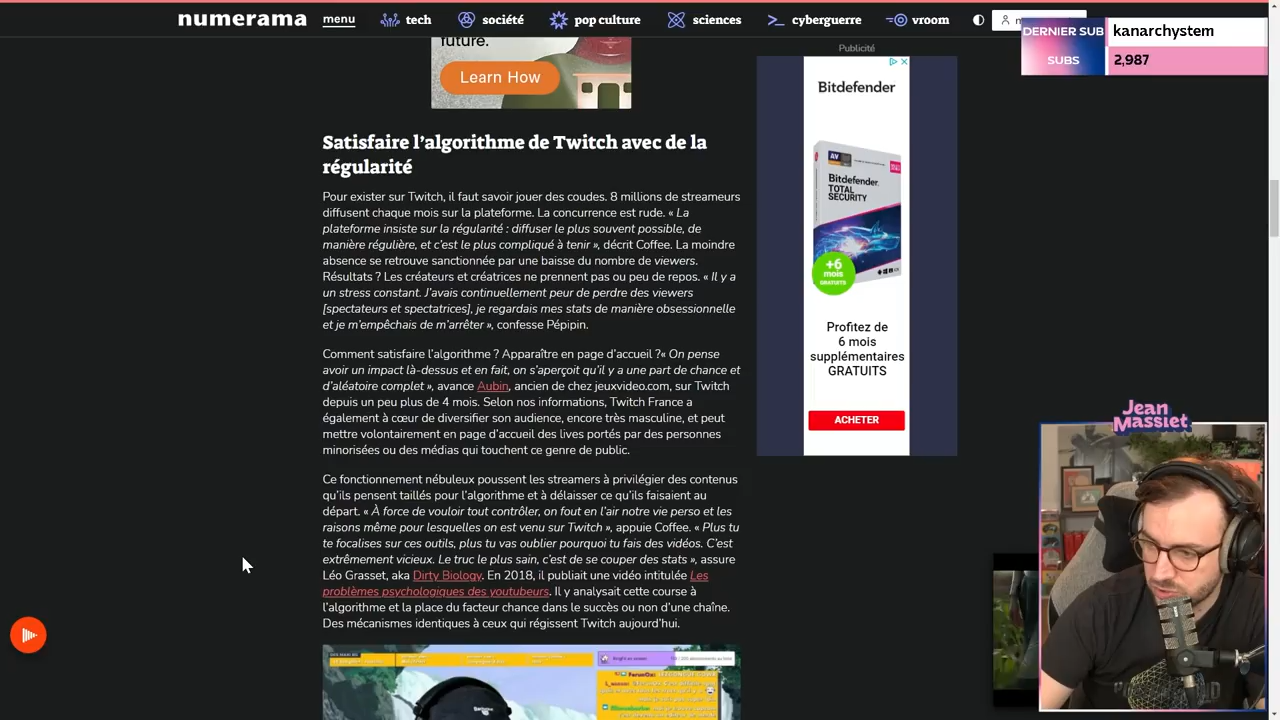 numerama
menu
tech
société
pop culture
sciences
cyberguerre
vroom
DERNIER SUB
kanarchystem
SUBS
2,987
future.
Learn How
Publicité
Bitdefender
Bitdefender
TOTAL
SECURITY
+6
mois
GRATUITS
Profitez de
6 mois
supplémentaires
GRATUITS
ACHETER
Satisfaire l’algorithme de Twitch avec de la
régularité
Pour exister sur Twitch, il faut savoir jouer des coudes. 8 millions de streameurs
diffusent chaque mois sur la plateforme. La concurrence est rude. « La
plateforme insiste sur la régularité : diffuser le plus souvent possible, de
manière régulière, et c’est le plus compliqué à tenir », décrit Coffee. La moindre
absence se retrouve sanctionnée par une baisse du nombre de viewers.
Résultats ? Les créateurs et créatrices ne prennent pas ou peu de repos. « Il y a
un stress constant. J’avais continuellement peur de perdre des viewers
[spectateurs et spectatrices], je regardais mes stats de manière obsessionnelle
et je m’empêchais de m’arrêter », confesse Pépipin.
Comment satisfaire l’algorithme ? Apparaître en page d’accueil ?« On pense
avoir un impact là-dessus et en fait, on s’aperçoit qu’il y a une part de chance et
d’aléatoire complet », avance Aubin, ancien de chez jeuxvideo.com, sur Twitch
depuis un peu plus de 4 mois. Selon nos informations, Twitch France a
également à cœur de diversifier son audience, encore très masculine, et peut
mettre volontairement en page d’accueil des lives portés par des personnes
minorisées ou des médias qui touchent ce genre de public.
Ce fonctionnement nébuleux poussent les streamers à privilégier des contenus
qu’ils pensent taillés pour l’algorithme et à délaisser ce qu’ils faisaient au
départ. « À force de vouloir tout contrôler, on fout en l’air notre vie perso et les
raisons même pour lesquelles on est venu sur Twitch », appuie Coffee. « Plus tu
te focalises sur ces outils, plus tu vas oublier pourquoi tu fais des vidéos. C’est
extrêmement vicieux. Le truc le plus sain, c’est de se couper des stats », assure
Léo Grasset, aka Dirty Biology. En 2018, il publiait une vidéo intitulée Les
problèmes psychologiques des youtubeurs. Il y analysait cette course à
l’algorithme et la place du facteur chance dans le succès ou non d’une chaîne.
Des mécanismes identiques à ceux qui régissent Twitch aujourd’hui.
Jean
Massiet